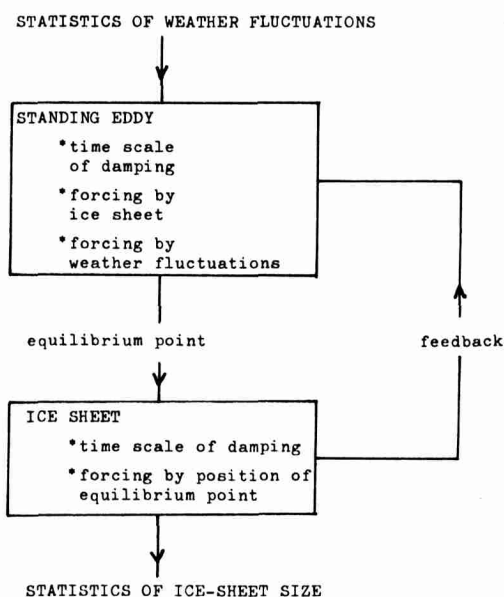 STATISTICS OF WEATHER FLUCTUATIONS
STANDING EDDY
*time scale
of damping
*forcing by
ice sheet
*forcing by
weather fluctuations
equilibrium point
feedback
ICE SHEET
*time scale of damping
*forcing by position of
equilibrium point
STATISTICS OF ICE-SHEET SIZE